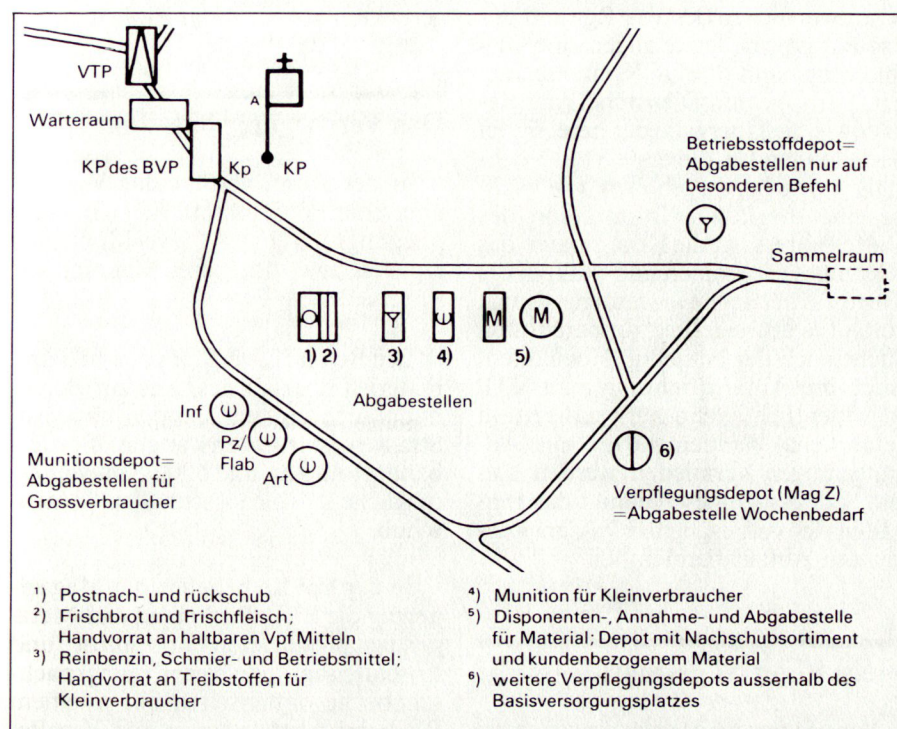 VTP
Warteraum
KP des BVP
Kp
A
KP
Betriebsstoffdepot=
Abgabestellen nur auf
besonderen Befehl
Sammelraum
M
M
1) 2)
3)
4)
5)
Abgabestellen
Inf
Pz/
Flab
Art
Munitionsdepot=
Abgabestellen für
Grossverbraucher
6)
Verpflegungsdepot (Mag Z)
=Abgabestelle Wochenbedarf
1) Postnach- und rückschub
2) Frischbrot und Frischfleisch;
Handvorrat an haltbaren Vpf Mitteln
3) Reinbenzin, Schmier- und Betriebsmittel;
Handvorrat an Treibstoffen für
Kleinverbraucher
4) Munition für Kleinverbraucher
5) Disponenten-, Annahme- und Abgabestelle
für Material; Depot mit Nachschubsortiment
und kundenbezogenem Material
6) weitere Verpflegungsdepots ausserhalb des
Basisversorgungsplatzes